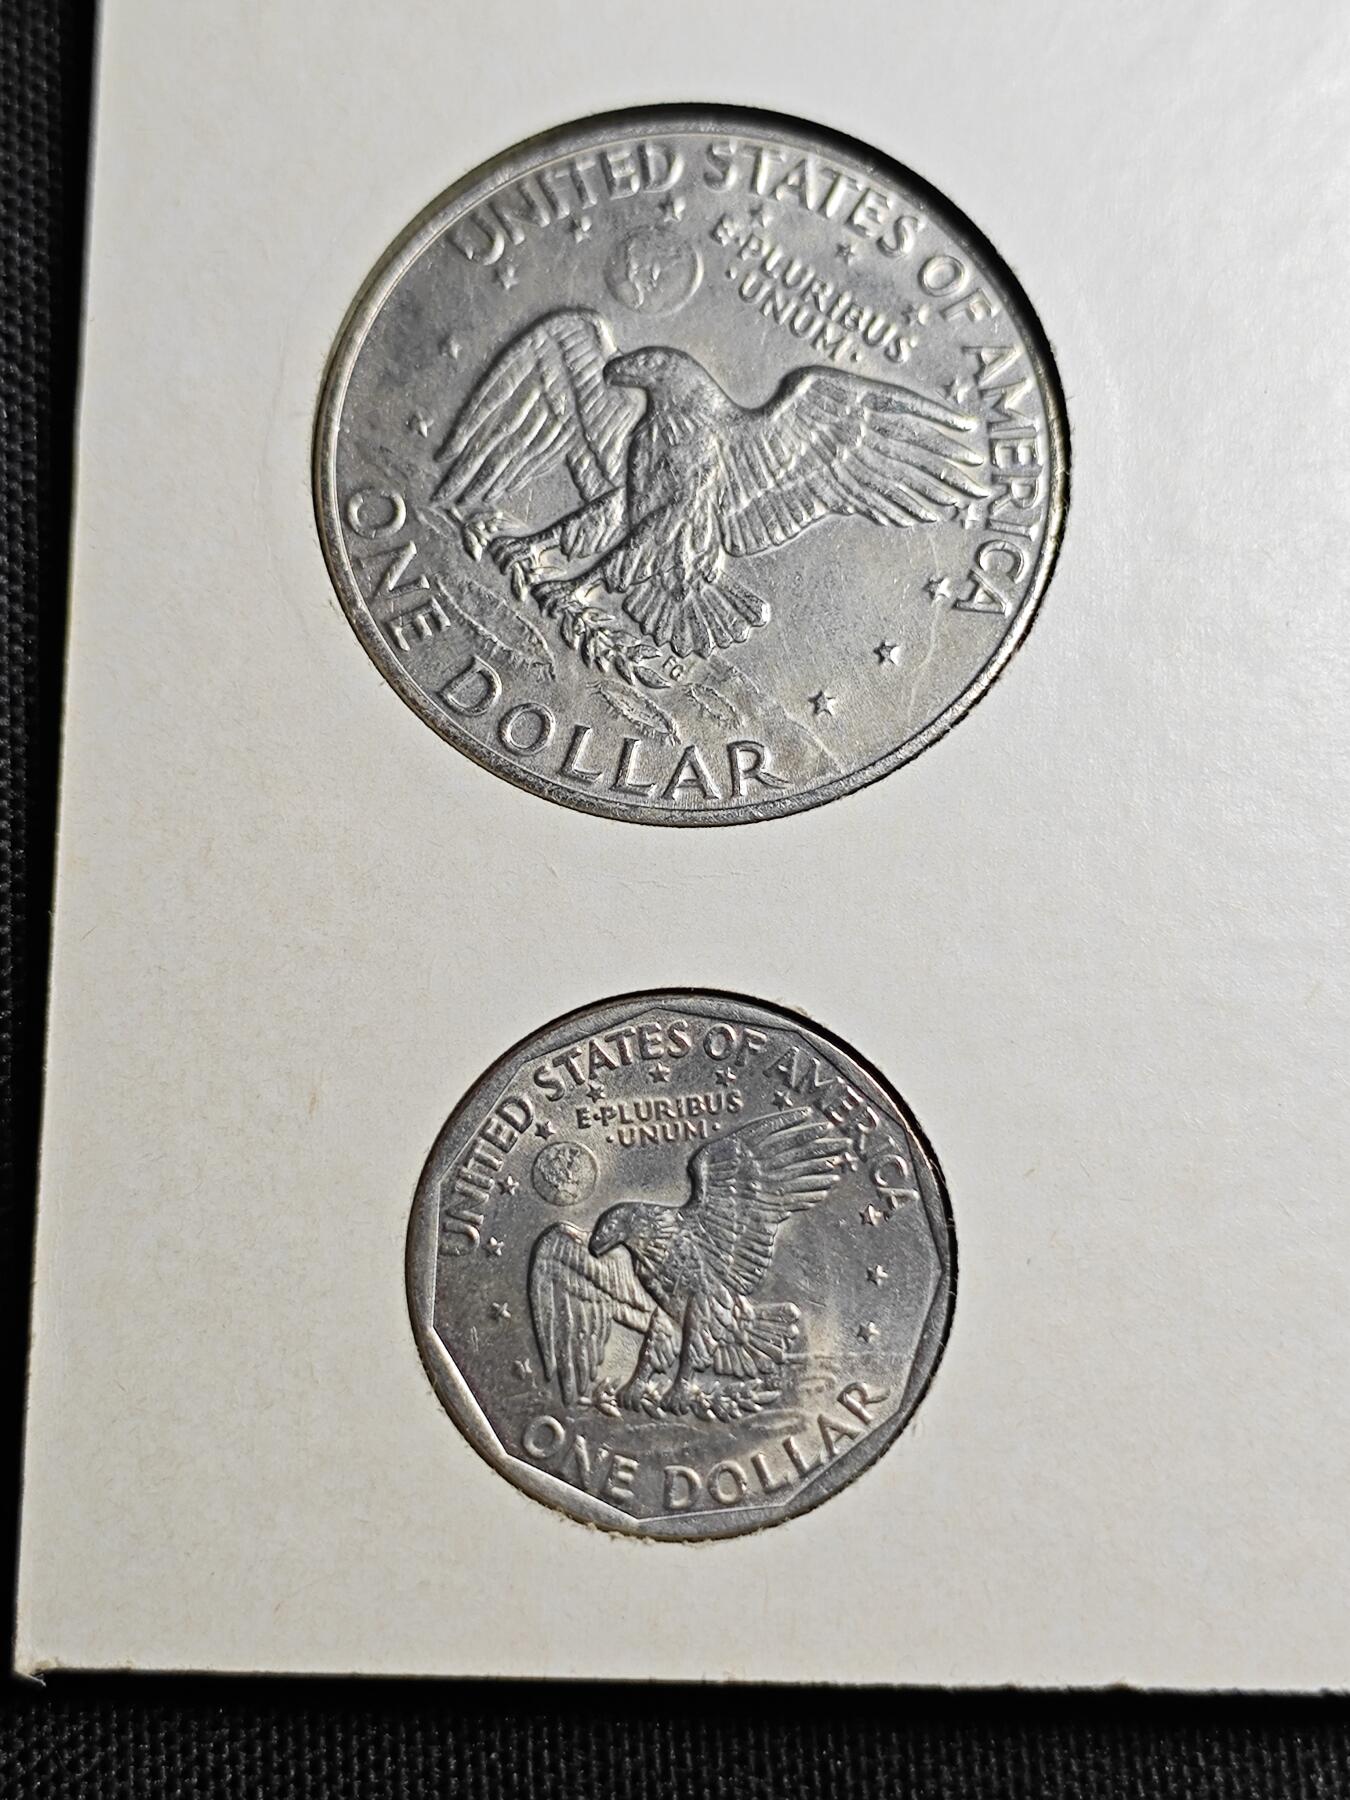 UNITED STATES OF AMERICA
E·PLURIBUS
·UNUM·
FG
ONE DOLLAR
UNITED STATES OF AMERICA
E·PLURIBUS
·UNUM·
ONE DOLLAR